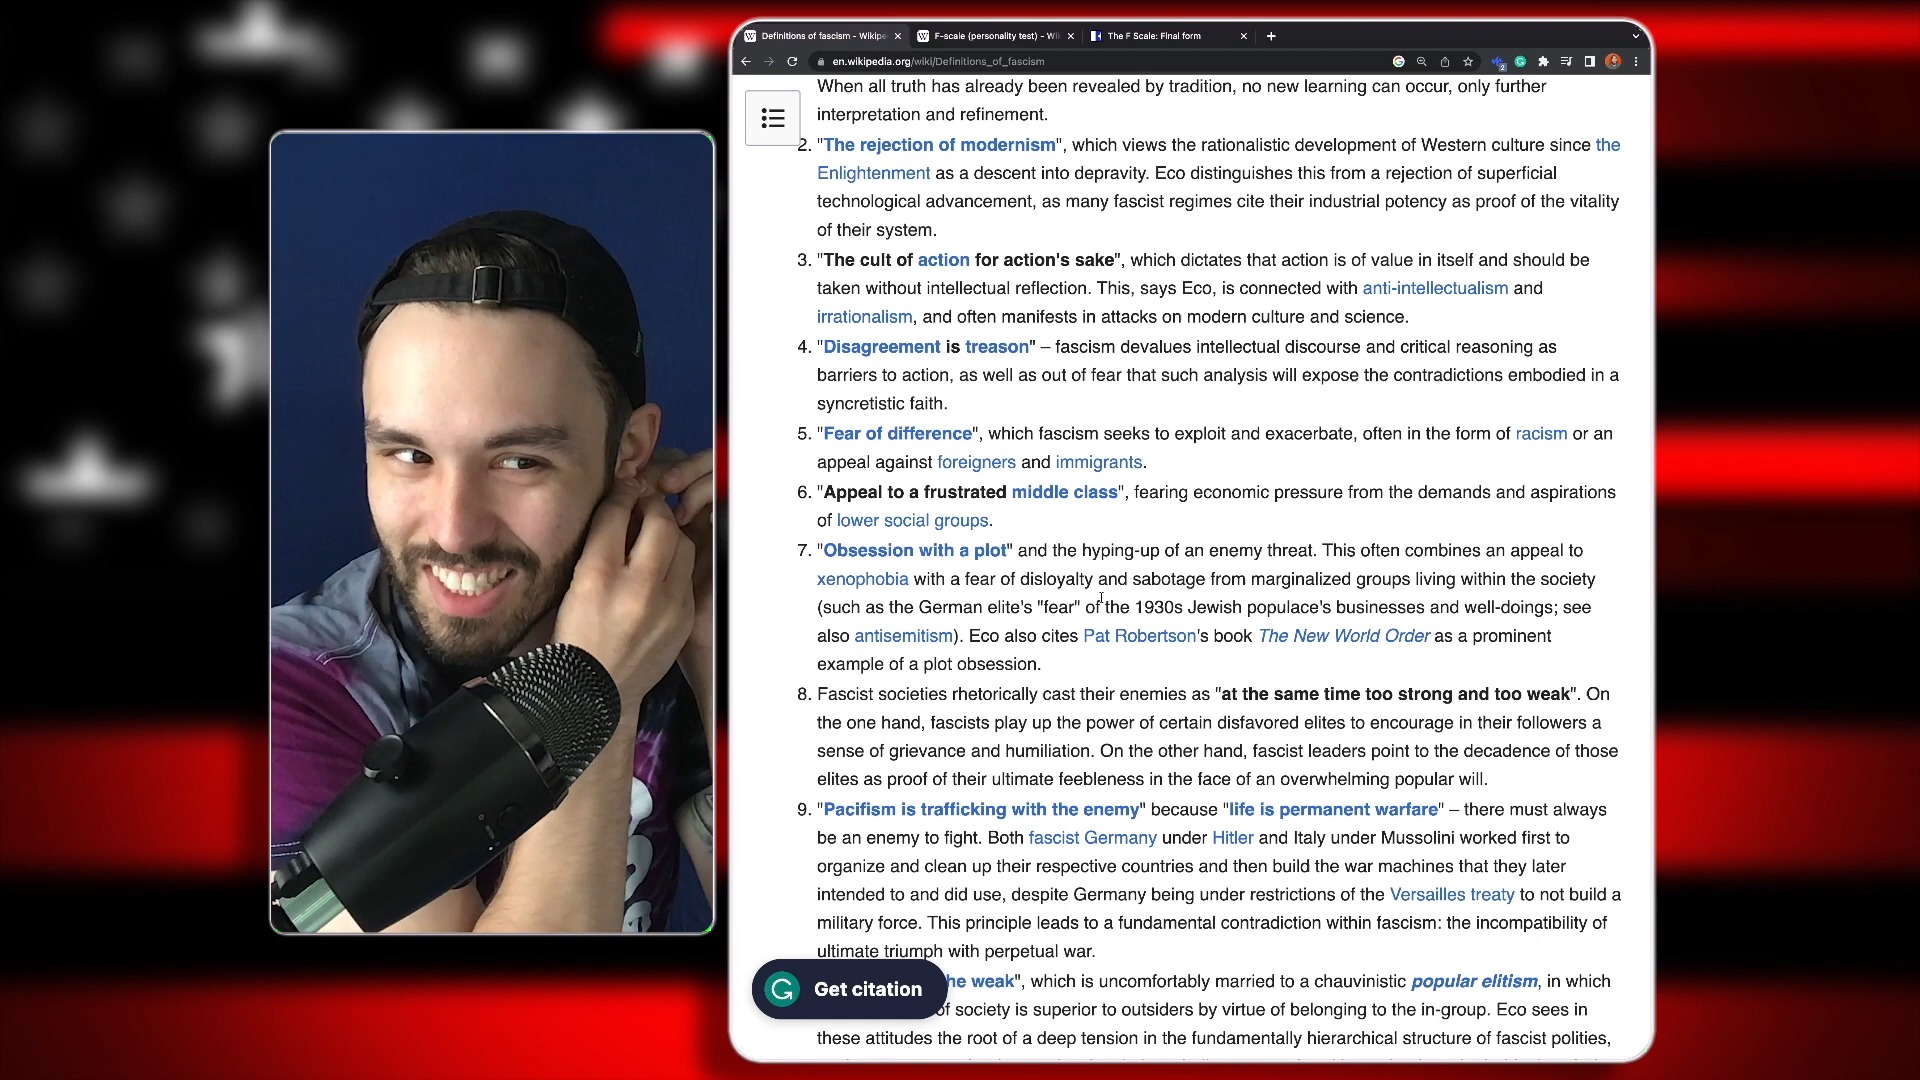 Definitions of fascism - Wikipe
F-scale (personality test) - Wi
The F Scale: Final form
en.wikipedia.org/wiki/Definitions_of_fascism
2
When all truth has already been revealed by tradition, no new learning can occur, only further
interpretation and refinement.
2. "The rejection of modernism", which views the rationalistic development of Western culture since the
Enlightenment as a descent into depravity. Eco distinguishes this from a rejection of superficial
technological advancement, as many fascist regimes cite their industrial potency as proof of the vitality
of their system.
3. "The cult of action for action's sake", which dictates that action is of value in itself and should be
taken without intellectual reflection. This, says Eco, is connected with anti-intellectualism and
irrationalism, and often manifests in attacks on modern culture and science.
4. "Disagreement is treason" – fascism devalues intellectual discourse and critical reasoning as
barriers to action, as well as out of fear that such analysis will expose the contradictions embodied in a
syncretistic faith.
5. "Fear of difference", which fascism seeks to exploit and exacerbate, often in the form of racism or an
appeal against foreigners and immigrants.
6. "Appeal to a frustrated middle class", fearing economic pressure from the demands and aspirations
of lower social groups.
7. "Obsession with a plot" and the hyping-up of an enemy threat. This often combines an appeal to
xenophobia with a fear of disloyalty and sabotage from marginalized groups living within the society
(such as the German elite's "fear" of the 1930s Jewish populace's businesses and well-doings; see
also antisemitism). Eco also cites Pat Robertson's book The New World Order as a prominent
example of a plot obsession.
8. Fascist societies rhetorically cast their enemies as "at the same time too strong and too weak". On
the one hand, fascists play up the power of certain disfavored elites to encourage in their followers a
sense of grievance and humiliation. On the other hand, fascist leaders point to the decadence of those
elites as proof of their ultimate feebleness in the face of an overwhelming popular will.
9. "Pacifism is trafficking with the enemy" because "life is permanent warfare" – there must always
be an enemy to fight. Both fascist Germany under Hitler and Italy under Mussolini worked first to
organize and clean up their respective countries and then build the war machines that they later
intended to and did use, despite Germany being under restrictions of the Versailles treaty to not build a
military force. This principle leads to a fundamental contradiction within fascism: the incompatibility of
ultimate triumph with perpetual war.
he weak", which is uncomfortably married to a chauvinistic popular elitism, in which
Get citation
of society is superior to outsiders by virtue of belonging to the in-group. Eco sees in
these attitudes the root of a deep tension in the fundamentally hierarchical structure of fascist polities,